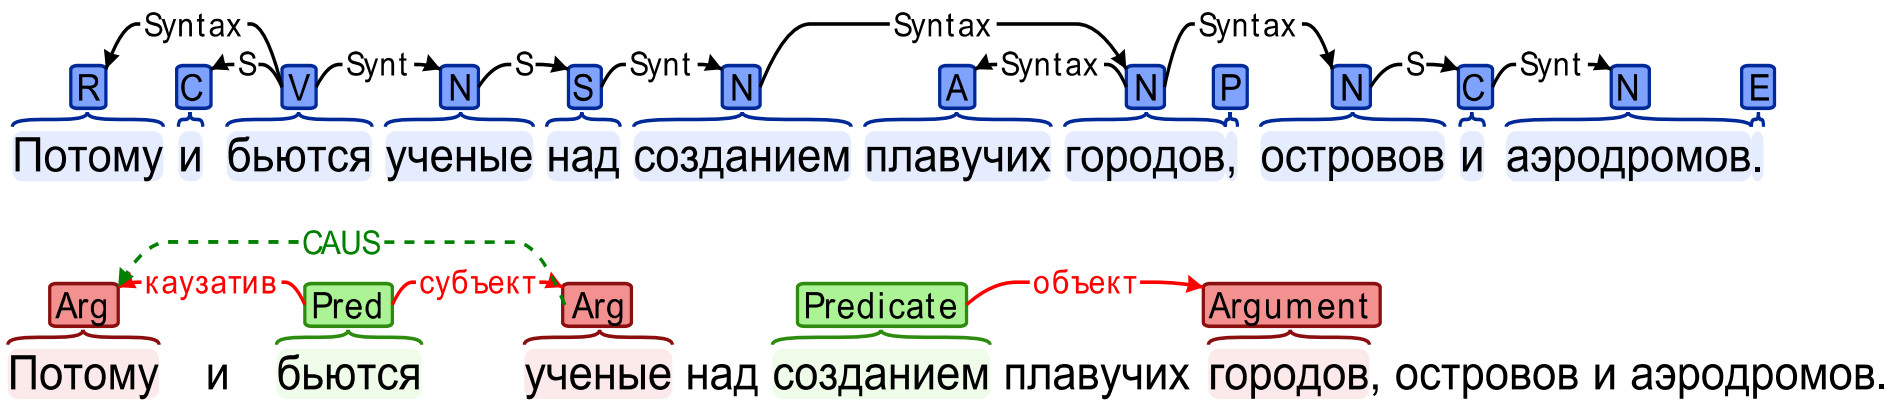 Syntax Syntax Syntax
S Synt S Synt Syntax S Synt
R C V N S N A N P N C N E
Потому и бьются ученые над созданием плавучих городов, островов и аэродромов.
CAUS
каузатив субъект объект
Arg Pred Arg Predicate Argument
Потому и бьются ученые над созданием плавучих городов, островов и аэродромов.